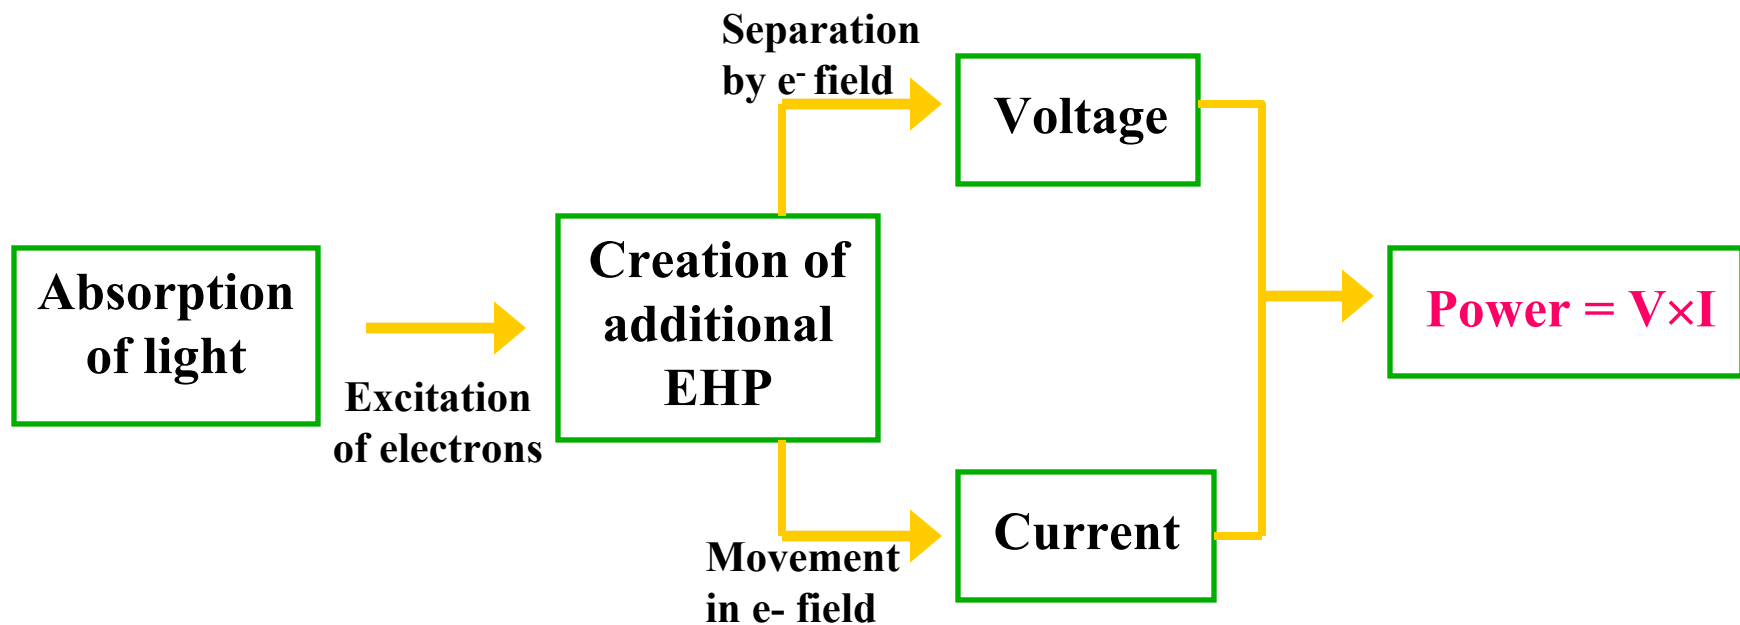 Separation
by e⁻ field
Voltage
Absorption
of light
Excitation
of electrons
Creation of
additional
EHP
Power = V×I
Current
Movement
in e- field